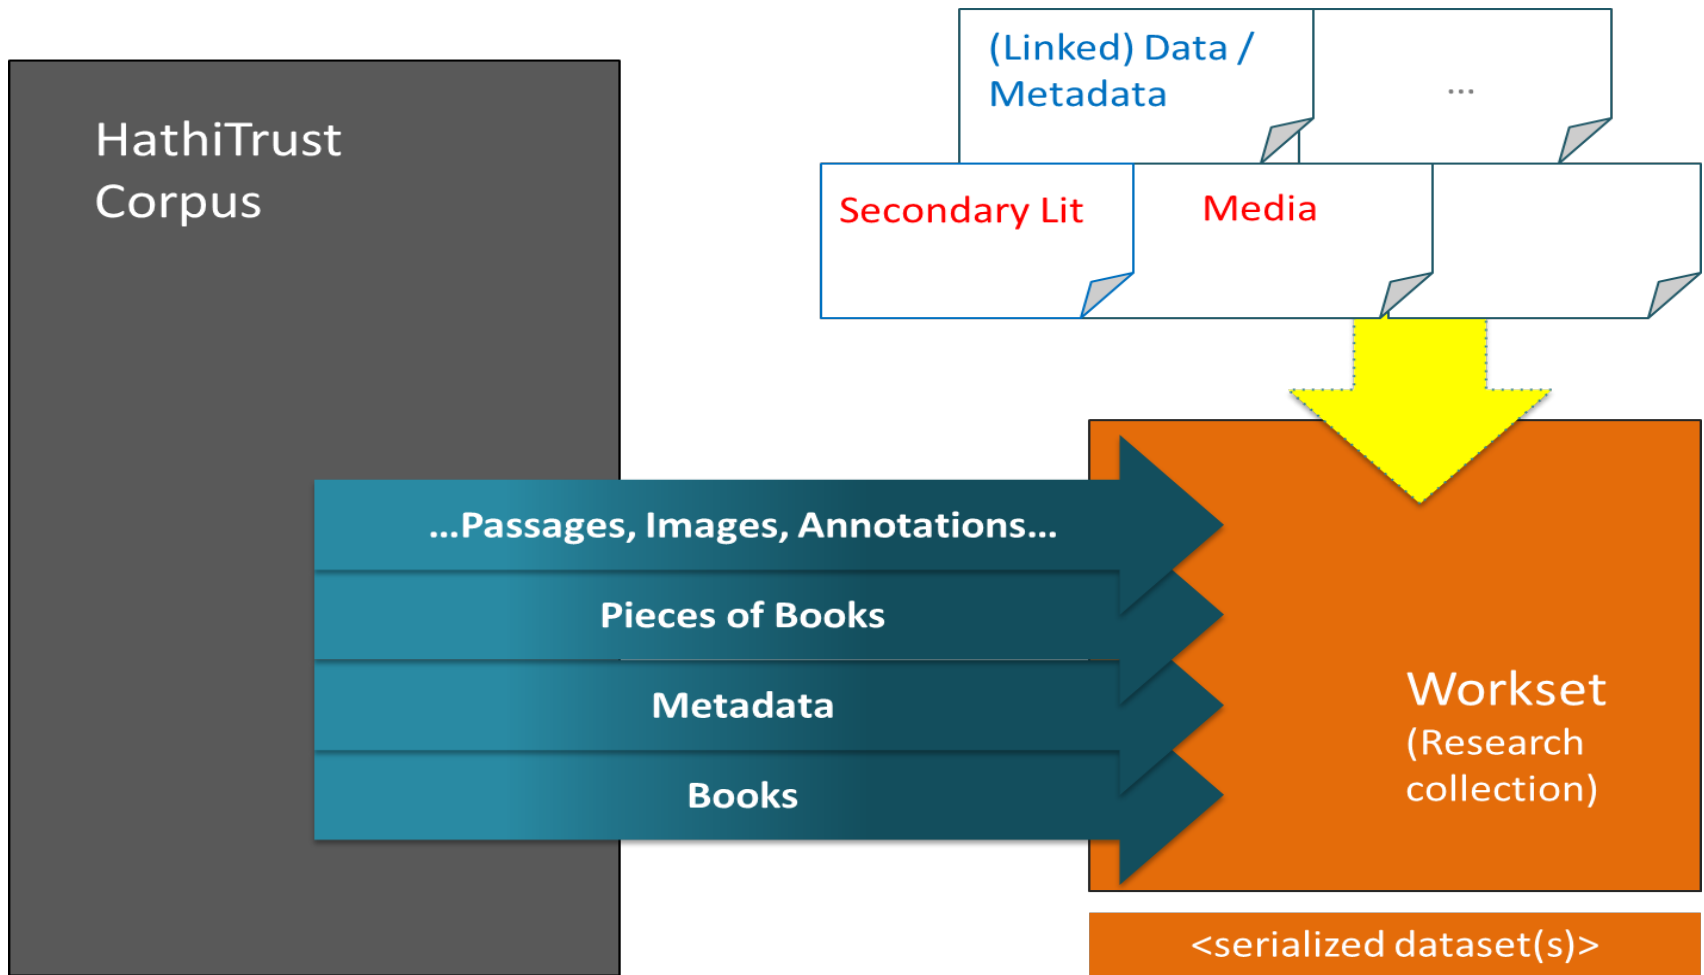 HathiTrust
Corpus
(Linked) Data /
Metadata
...
Secondary Lit
Media
...Passages, Images, Annotations...
Pieces of Books
Metadata
Books
Workset
(Research
collection)
<serialized dataset(s)>